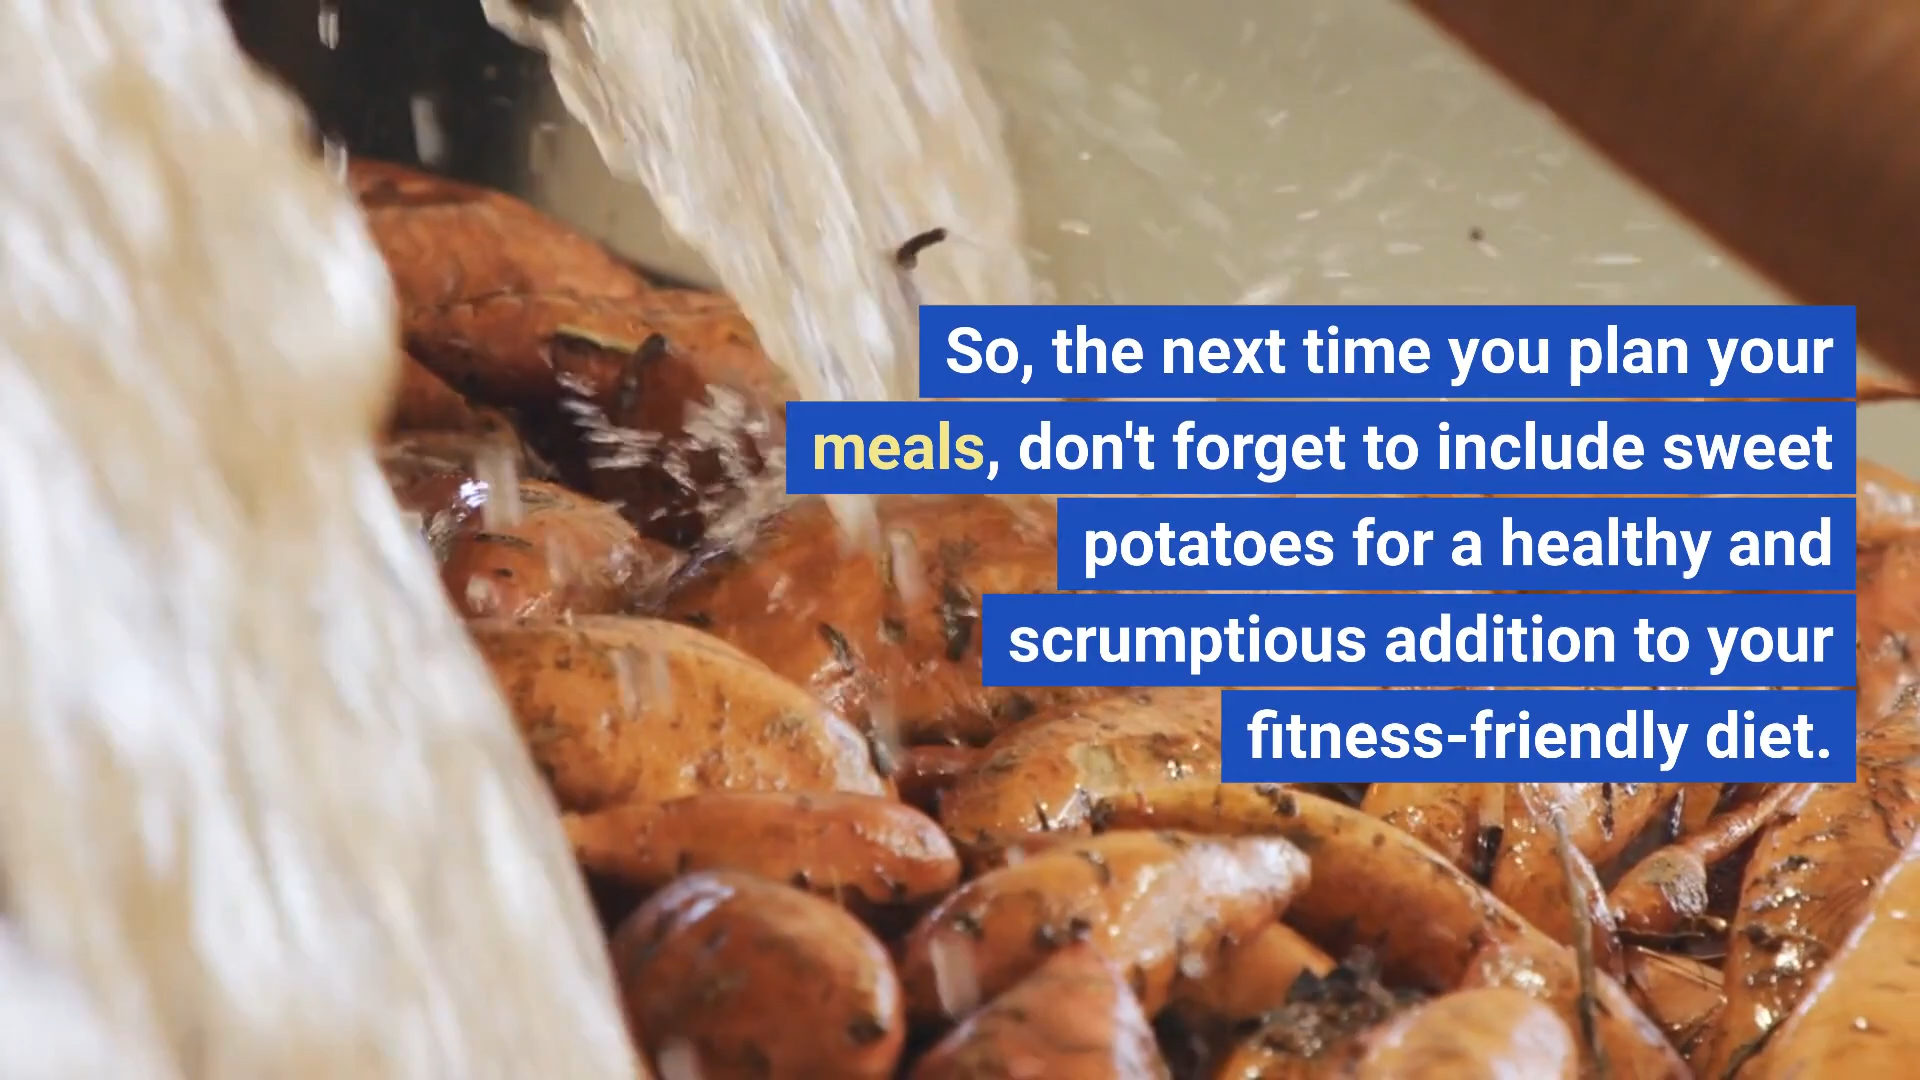 So, the next time you plan your
meals, don't forget to include sweet
potatoes for a healthy and
scrumptious addition to your
fitness-friendly diet.